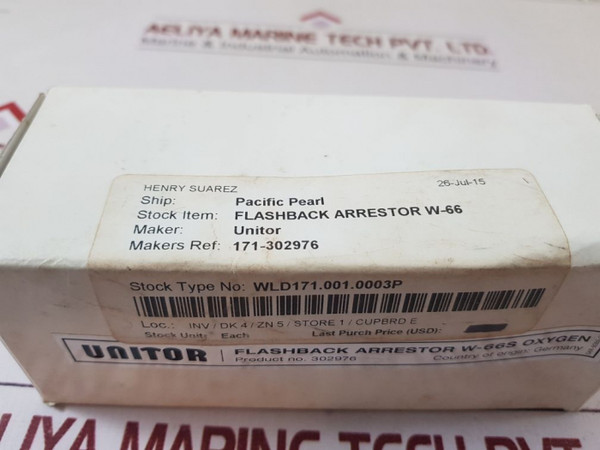 AELIYA MARINE TECH PVT. LTD.
Marine & Industrial Automation & Machinery
HENRY SUAREZ
26-Jul-15
Ship: Pacific Pearl
Stock Item: FLASHBACK ARRESTOR W-66
Maker: Unitor
Makers Ref: 171-302976
Stock Type No: WLD171.001.0003P
Loc.: INV / DK 4 / ZN 5 / STORE 1 / CUPBRD E
Stock Unit: Each Last Purch Price (USD):
UNITOR FLASHBACK ARRESTOR W-66S OXYGEN
Product no. 302976 Country of origin: Germany
AELIYA MARINE TECH PVT